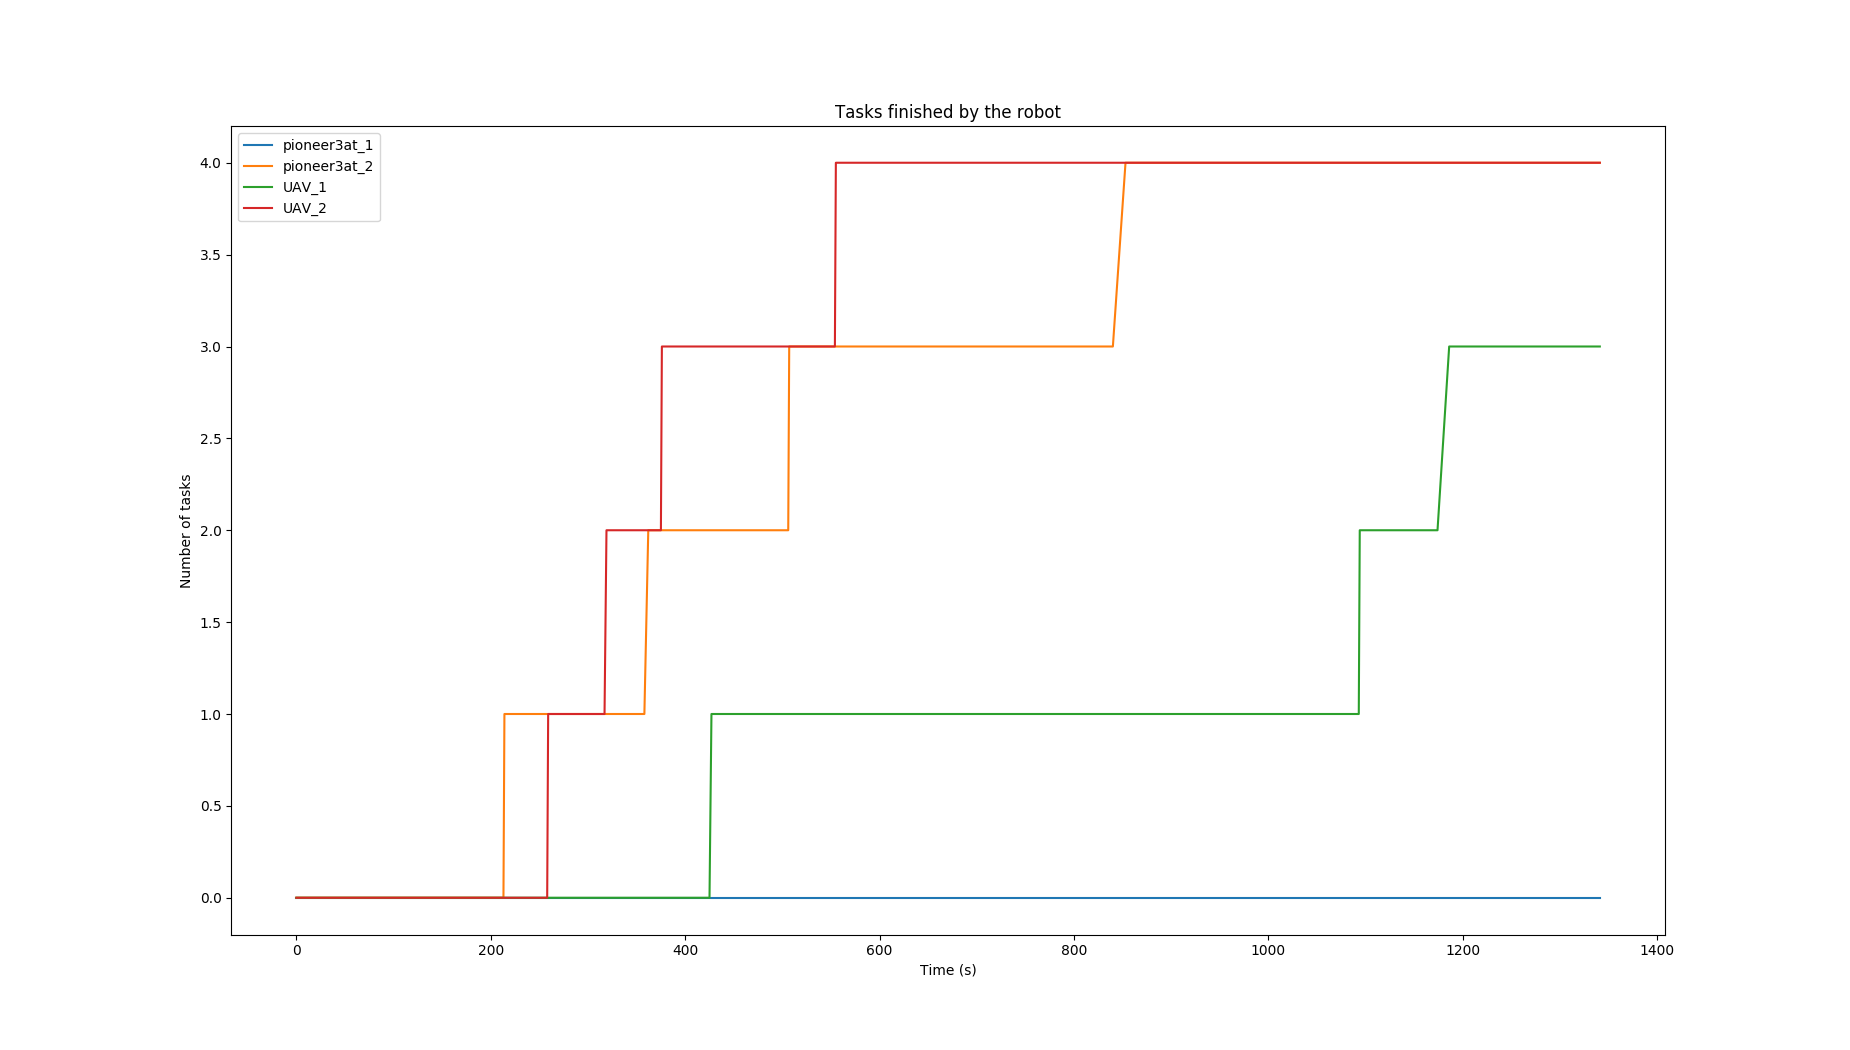 Tasks finished by the robot
pioneer3at_1
pioneer3at_2
UAV_1
UAV_2
4.0
3.5
3.0
2.5
2.0
1.5
1.0
0.5
0.0
Number of tasks
0 200 400 600 800 1000 1200 1400
Time (s)